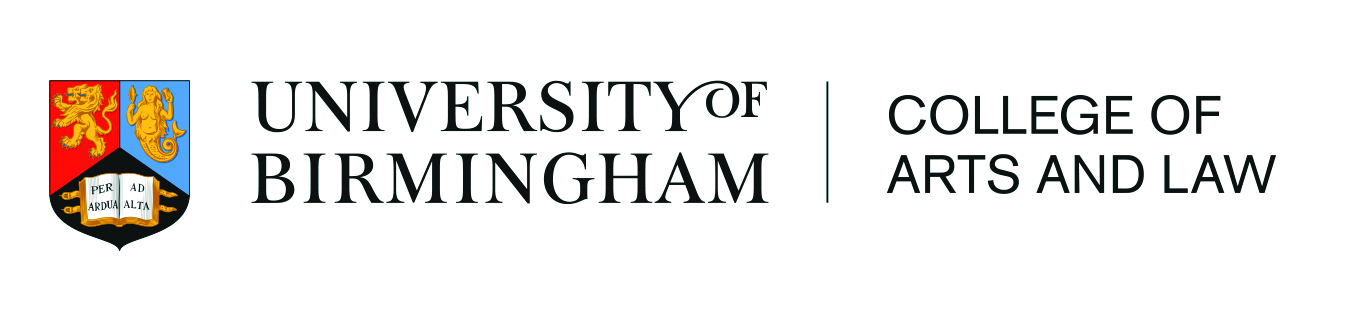 PER AD
ARDUA ALTA
UNIVERSITY OF
BIRMINGHAM
COLLEGE OF
ARTS AND LAW